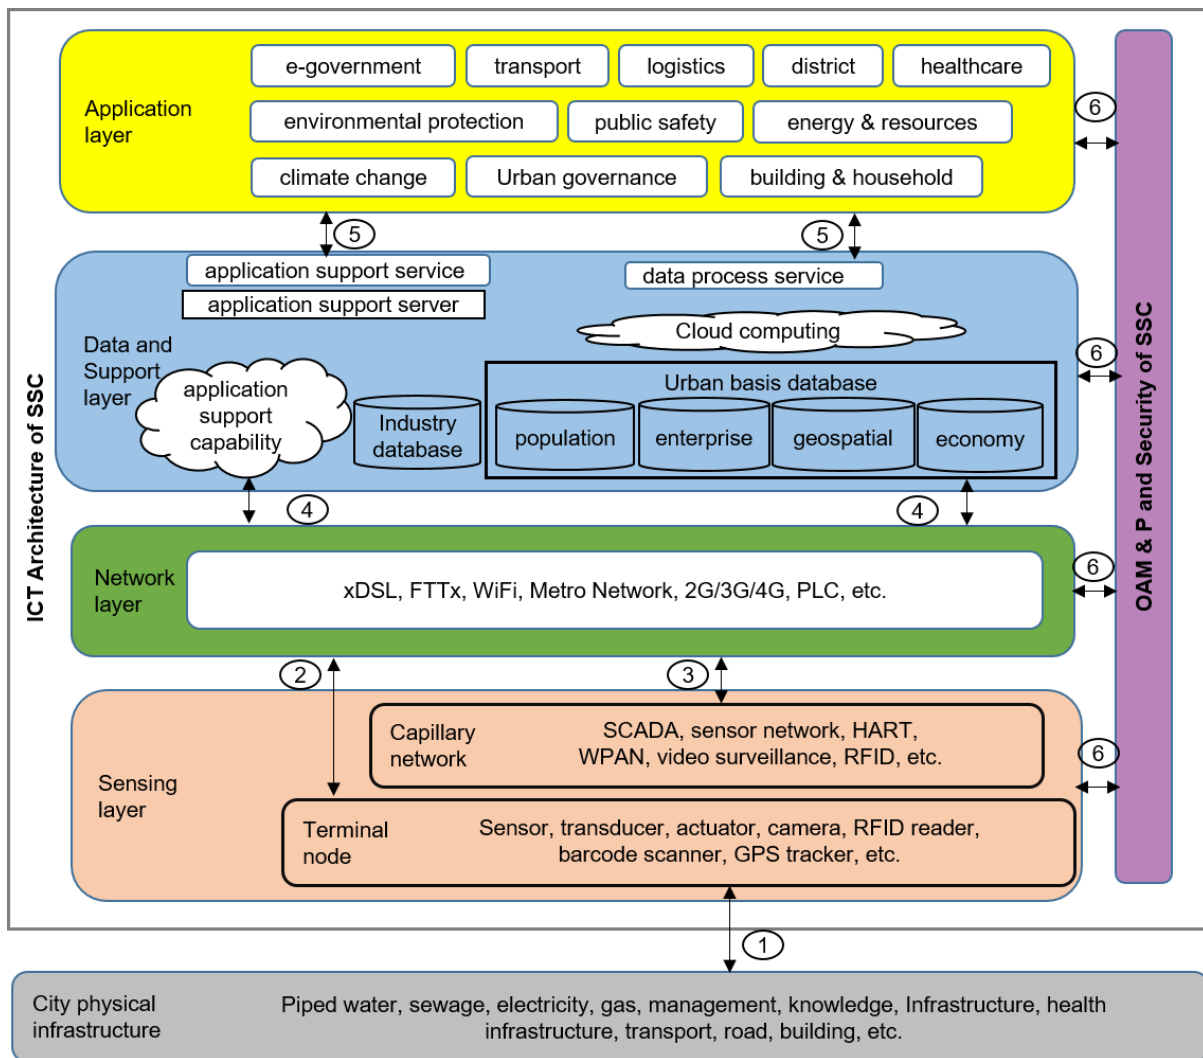 ICT Architecture of SSC
Application
layer
e-government
transport
logistics
district
healthcare
environmental protection
public safety
energy & resources
climate change
Urban governance
building & household
6
5
5
Data and
Support
layer
application support service
application support server
data process service
Cloud computing
application
support
capability
Industry
database
Urban basis database
population
enterprise
geospatial
economy
6
4
4
Network
layer
xDSL, FTTx, WiFi, Metro Network, 2G/3G/4G, PLC, etc.
6
2
3
Sensing
layer
Capillary
network
SCADA, sensor network, HART,
WPAN, video surveillance, RFID, etc.
Terminal
node
Sensor, transducer, actuator, camera, RFID reader,
barcode scanner, GPS tracker, etc.
6
OAM & P and Security of SSC
1
City physical
infrastructure
Piped water, sewage, electricity, gas, management, knowledge, Infrastructure, health
infrastructure, transport, road, building, etc.